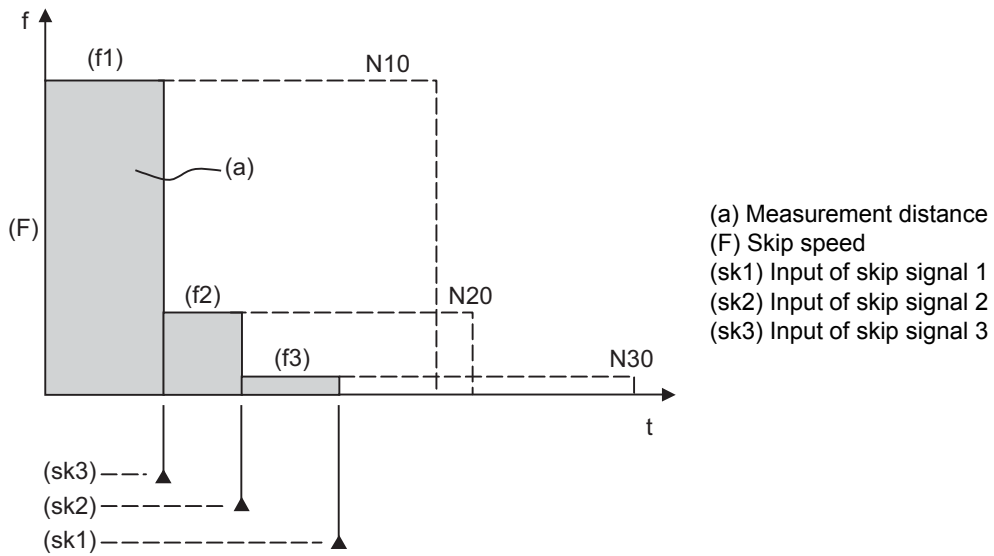 f
(f1)
N10
(a)
(F)
(f2)
N20
(f3)
N30
t
(sk3)
(sk2)
(sk1)
(a) Measurement distance
(F) Skip speed
(sk1) Input of skip signal 1
(sk2) Input of skip signal 2
(sk3) Input of skip signal 3